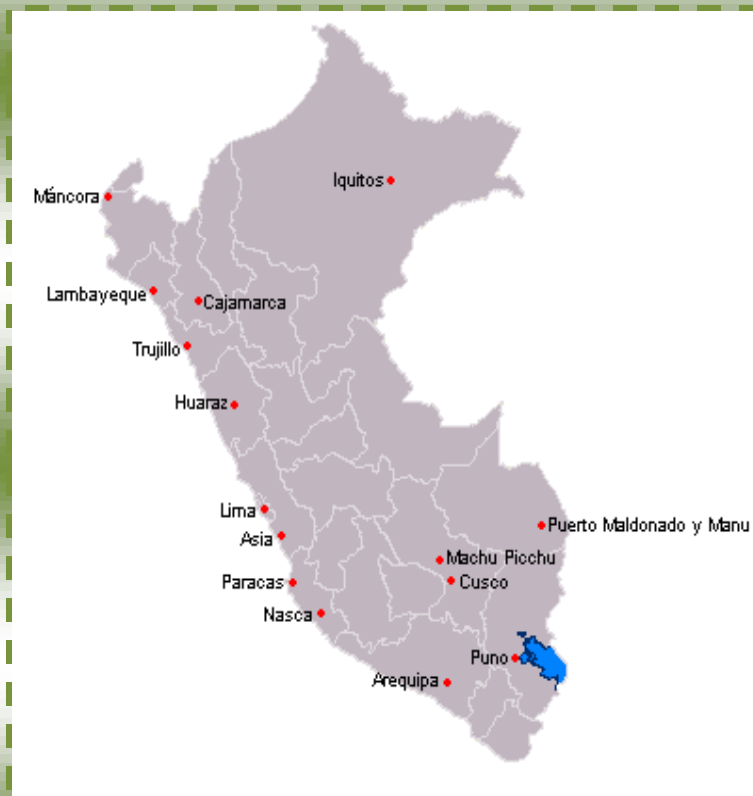 Iquitos
Máncora
Lambayeque
Cajamarca
Trujillo
Huaraz
Lima
Asia
Puerto Maldonado y Manu
Machu Picchu
Paracas
Cusco
Nasca
Puno
Arequipa